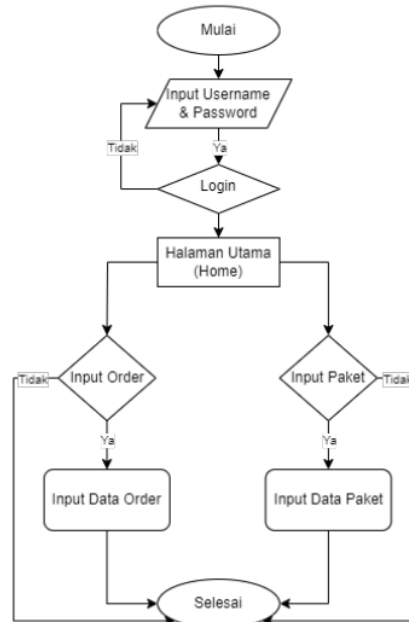 Mulai
Input Username
& Password
Tidak
Ya
Login
Halaman Utama
(Home)
Input Order
Input Paket
Tidak
Tidak
Ya
Ya
Input Data Order
Input Data Paket
Selesai